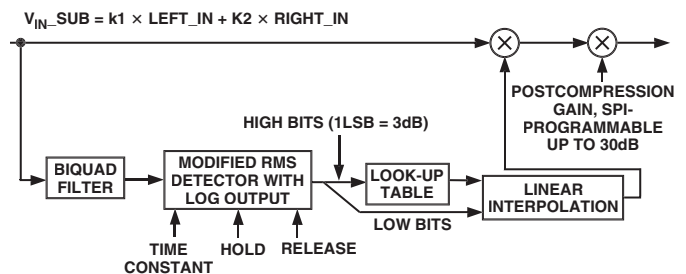 VIN_SUB = k1 × LEFT_IN + K2 × RIGHT_IN
×
×
POSTCOMPRESSION
GAIN, SPI-
PROGRAMMABLE
UP TO 30dB
HIGH BITS (1LSB = 3dB)
BIQUAD
FILTER
MODIFIED RMS
DETECTOR WITH
LOG OUTPUT
LOOK-UP
TABLE
LINEAR
INTERPOLATION
LOW BITS
TIME
CONSTANT
HOLD
RELEASE